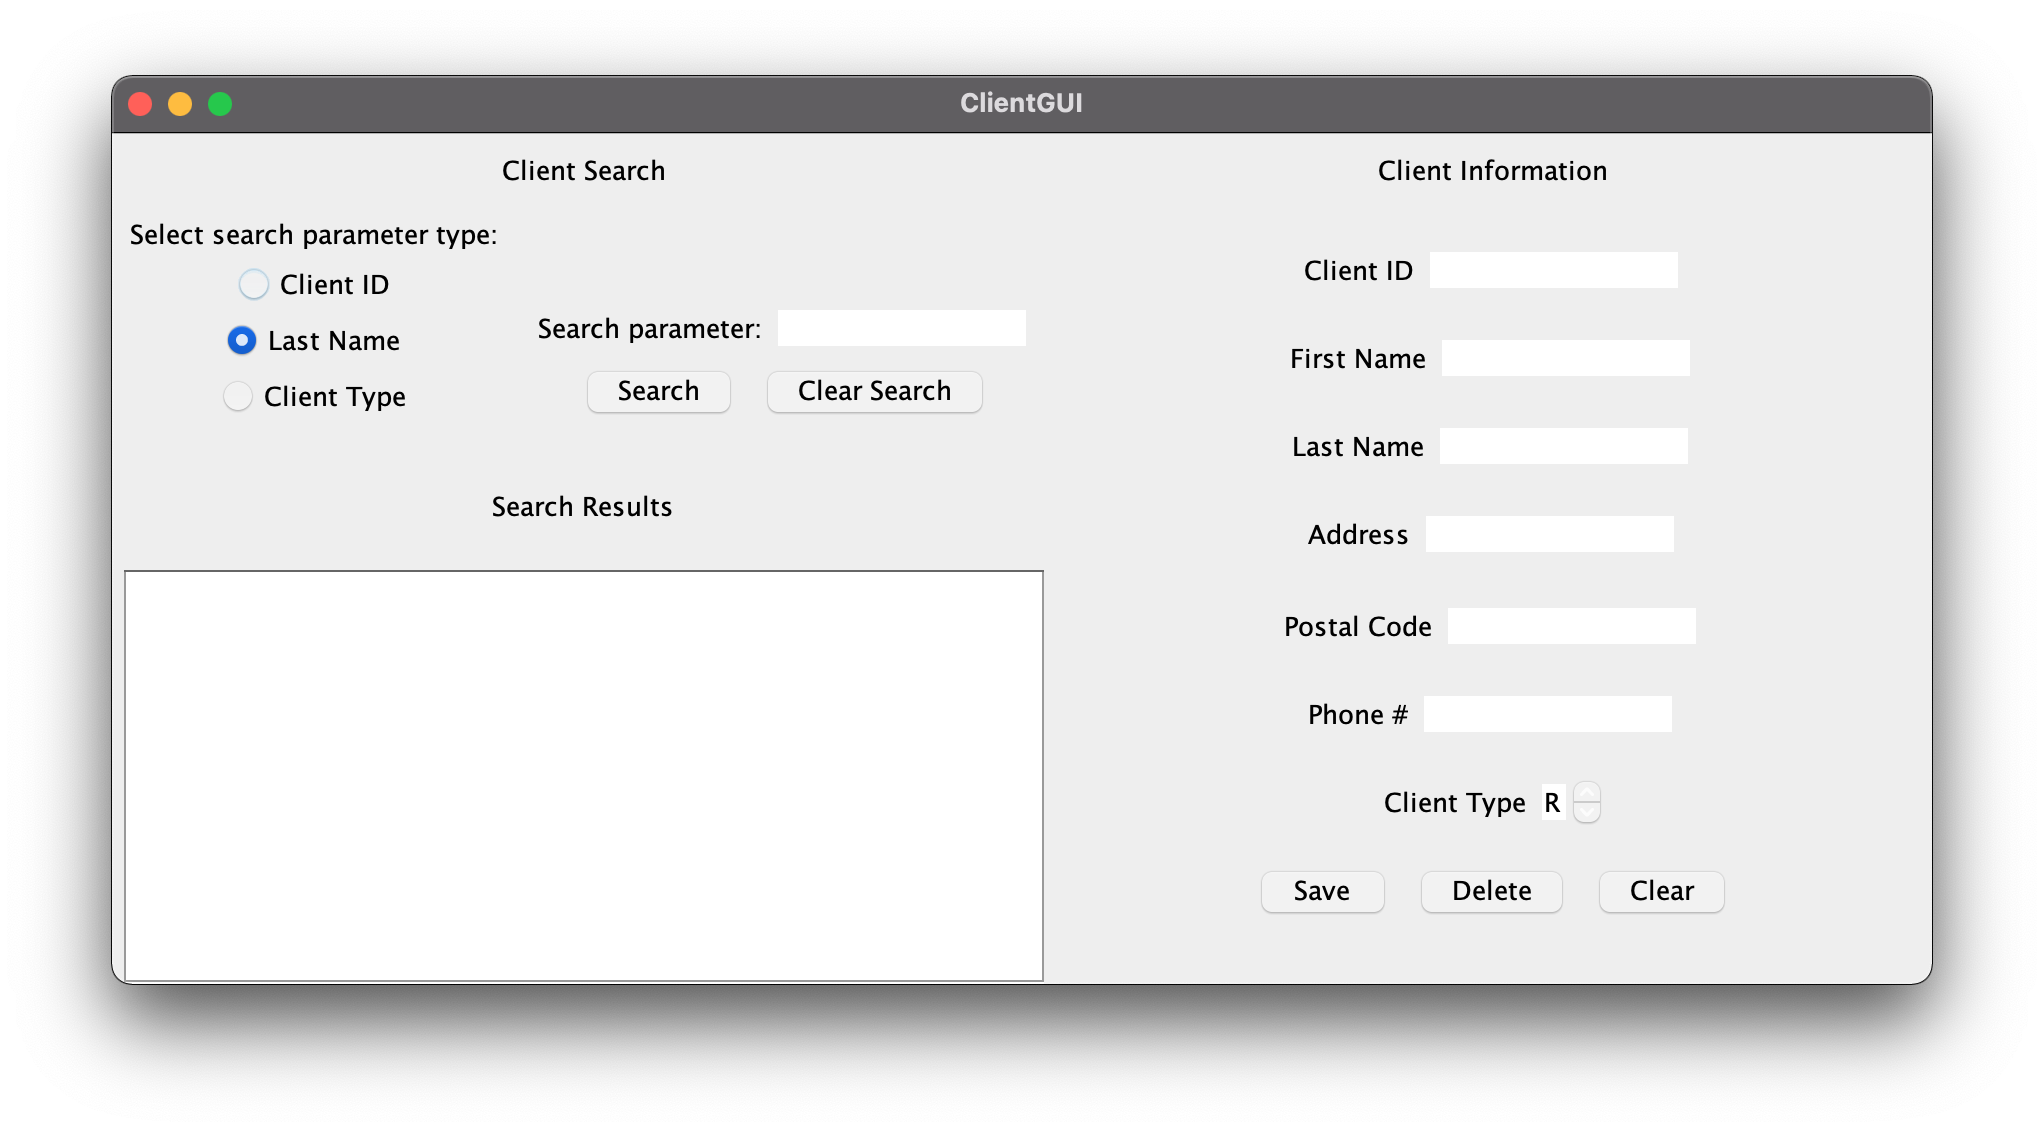 ClientGUI
Client Search
Select search parameter type:
Client ID
Last Name
Client Type
Search parameter:
Search Clear Search
Search Results
Client Information
Client ID
First Name
Last Name
Address
Postal Code
Phone #
Client Type R
Save Delete Clear